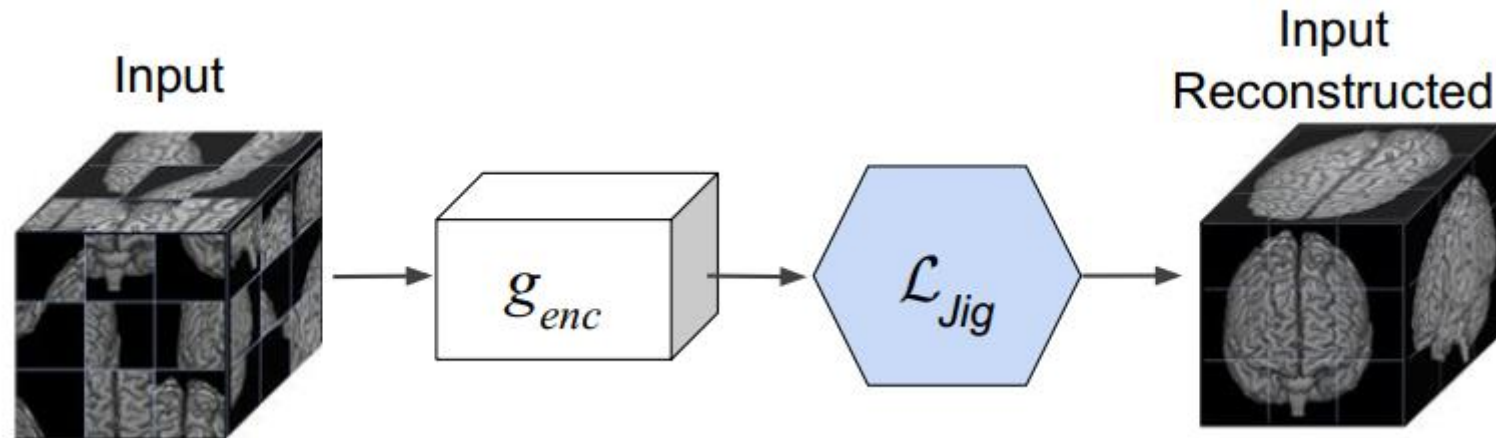 Input
g_enc
ℒ_Jig
Input
Reconstructed